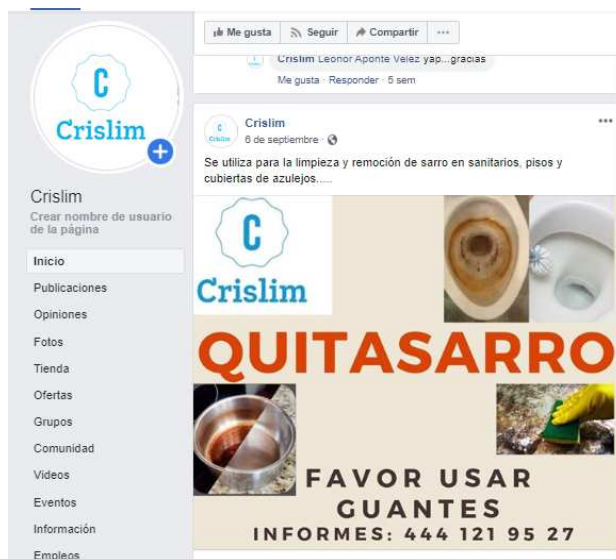 Me gusta Seguir Compartir ...
Crislim Leonor Aponte Velez yap...gracias
Me gusta · Responder · 5 sem
C
Crislim
Crislim
Crear nombre de usuario
de la página
Inicio
Publicaciones
Opiniones
Fotos
Tienda
Ofertas
Grupos
Comunidad
Videos
Eventos
Información
Empleos
Crislim
6 de septiembre ·
Se utiliza para la limpieza y remoción de sarro en sanitarios, pisos y
cubiertas de azulejos.....
C
Crislim
QUITASARRO
FAVOR USAR
GUANTES
INFORMES: 444 121 95 27